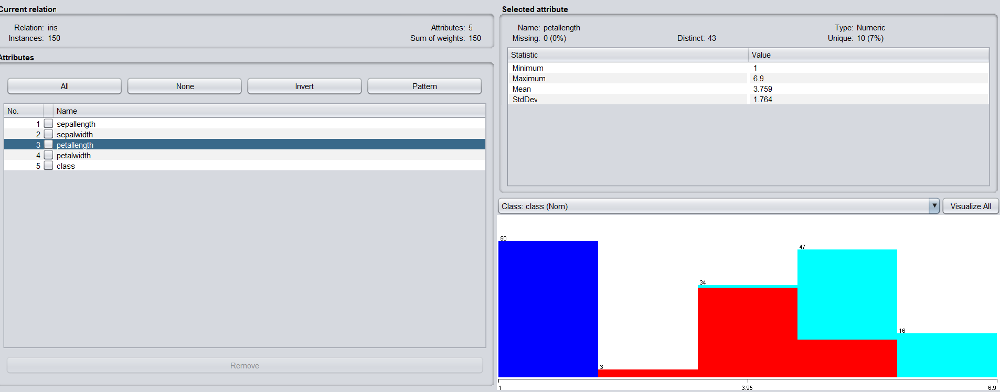 Current relation
Relation: iris
Attributes: 5
Instances: 150
Sum of weights: 150
Attributes
All
None
Invert
Pattern
No.
Name
1 sepallength
2 sepalwidth
3 petallength
4 petalwidth
5 class
Remove
Selected attribute
Name: petallength
Type: Numeric
Missing: 0 (0%)
Distinct: 43
Unique: 10 (7%)
Statistic
Value
Minimum 1
Maximum 6.9
Mean 3.759
StdDev 1.764
Class: class (Nom)
Visualize All
50
47
34
16
3
1
3.95
6.9